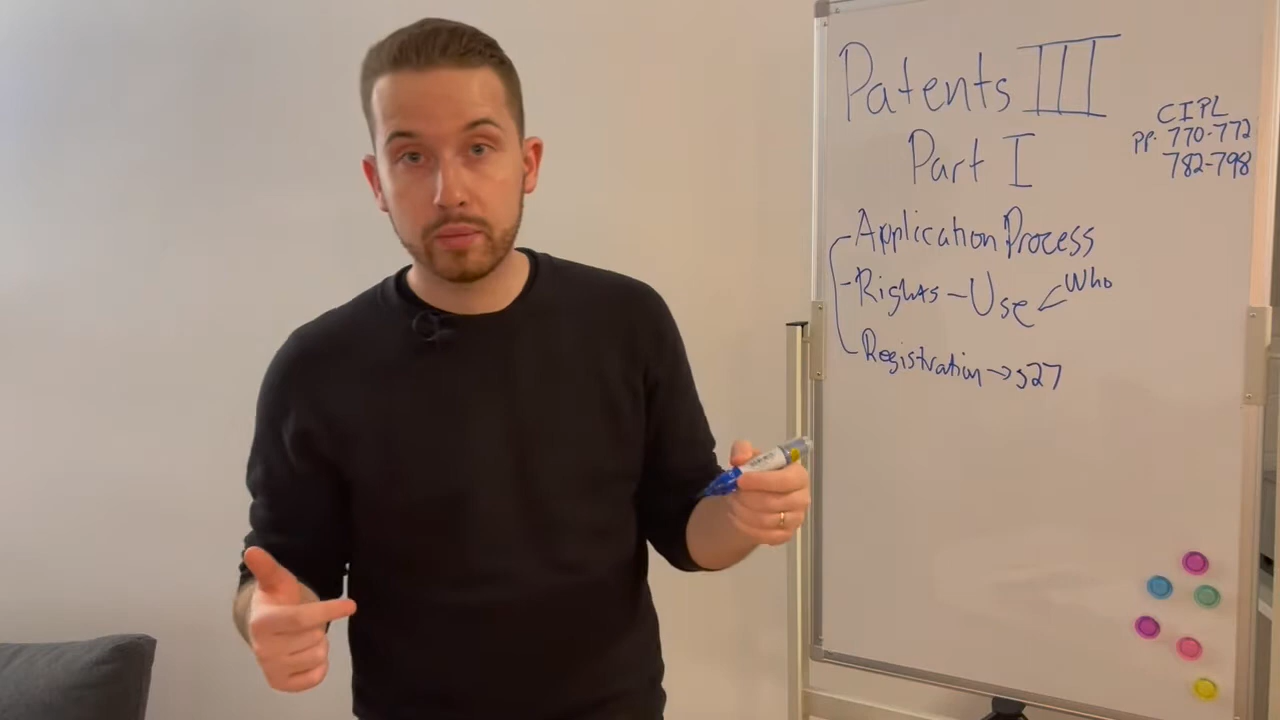 Patents III
Part I
CIPL
pp. 770-772
782-798
Application Process
- Rights - Use ← Who
Registration → s27